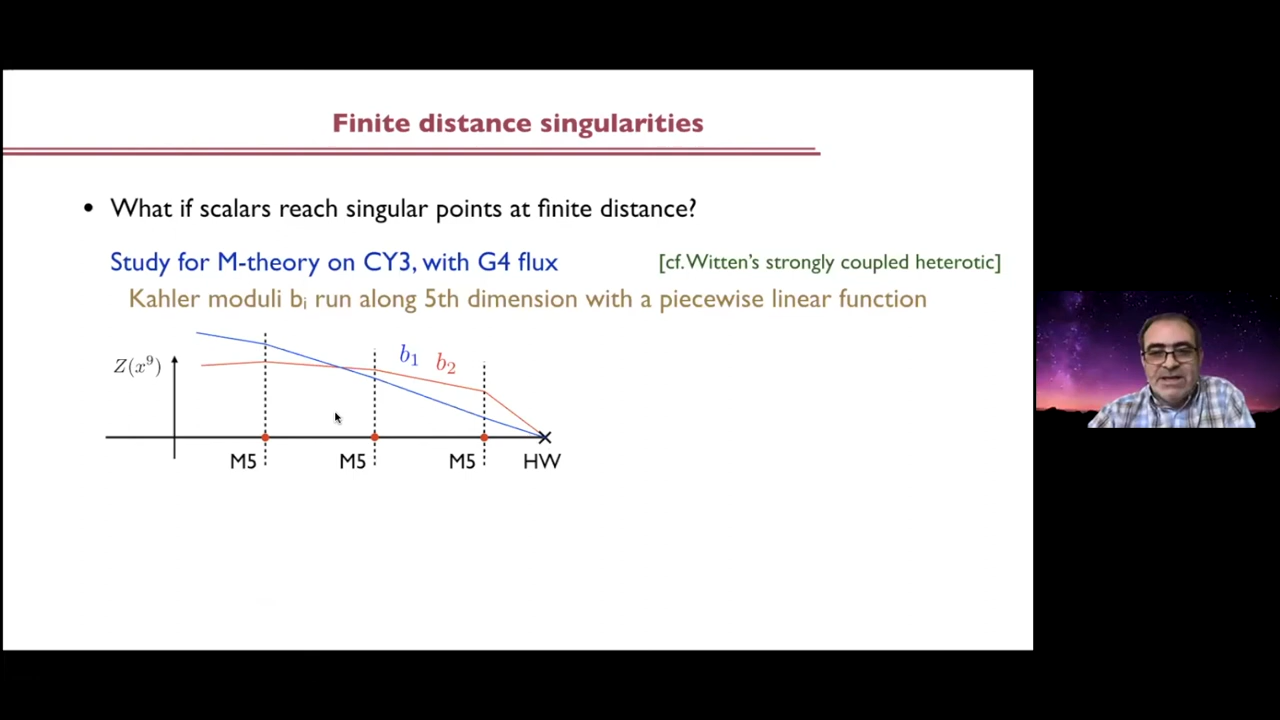 Finite distance singularities
• What if scalars reach singular points at finite distance?
Study for M-theory on CY3, with G4 flux [cf. Witten's strongly coupled heterotic]
Kahler moduli bᵢ run along 5th dimension with a piecewise linear function
Z(x⁹)
b₁ b₂
M5 M5 M5 HW